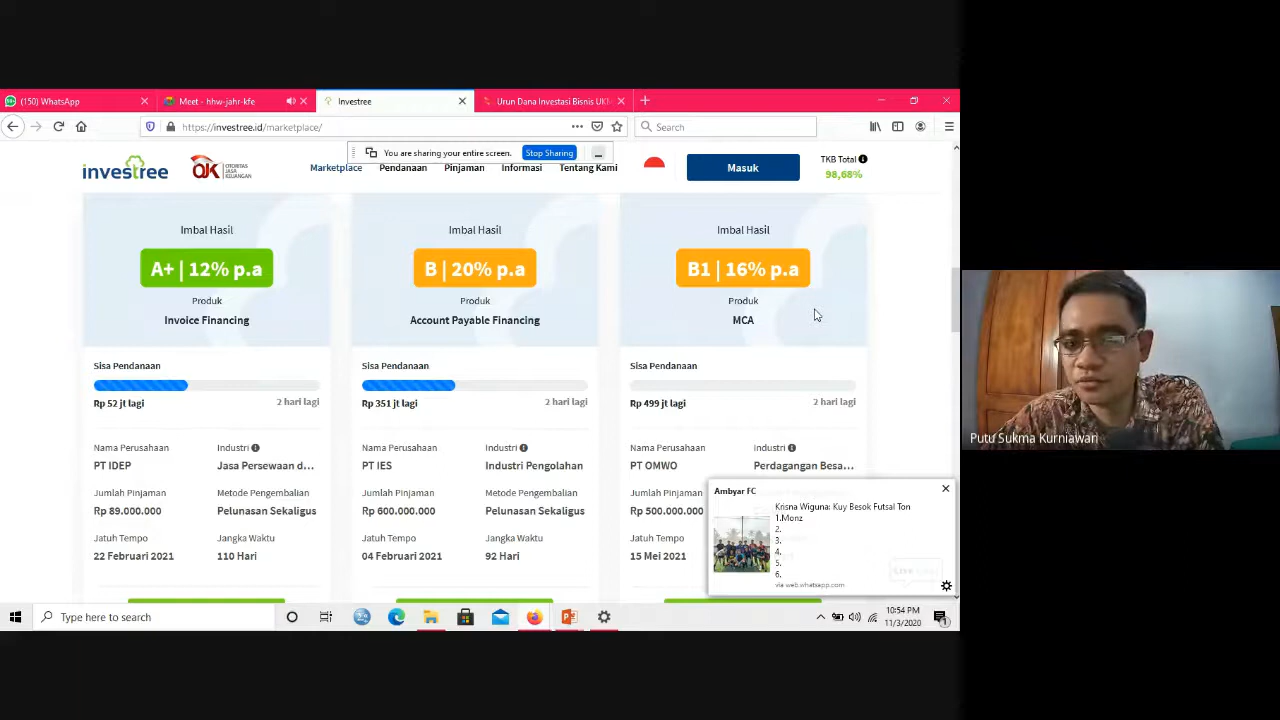 (150) WhatsApp
Meet - hhw-jahr-kfe
Investree
Urun Dana Investasi Bisnis UKM
https://investree.id/marketplace/
Search
You are sharing your entire screen.
Stop Sharing
investree
OJK OTORITAS JASA KEUANGAN
Marketplace
Pendanaan
Pinjaman
Informasi
Tentang Kami
Masuk
TKB Total
98,68%
Imbal Hasil
A+ | 12% p.a
Produk
Invoice Financing
Sisa Pendanaan
Rp 52 jt lagi
2 hari lagi
Nama Perusahaan
Industri
PT IDEP
Jasa Persewaan d...
Jumlah Pinjaman
Metode Pengembalian
Rp 89.000.000
Pelunasan Sekaligus
Jatuh Tempo
Jangka Waktu
22 Februari 2021
110 Hari
Imbal Hasil
B | 20% p.a
Produk
Account Payable Financing
Sisa Pendanaan
Rp 351 jt lagi
2 hari lagi
Nama Perusahaan
Industri
PT IES
Industri Pengolahan
Jumlah Pinjaman
Metode Pengembalian
Rp 600.000.000
Pelunasan Sekaligus
Jatuh Tempo
Jangka Waktu
04 Februari 2021
92 Hari
Imbal Hasil
B1 | 16% p.a
Produk
MCA
Sisa Pendanaan
Rp 499 jt lagi
2 hari lagi
Nama Perusahaan
Industri
PT OMWO
Perdagangan Besa...
Jumlah Pinjaman
Rp 500.000.000
Jatuh Tempo
15 Mei 2021
Ambyar FC
Krisna Wiguna: Kuy Besok Futsal Ton
1.Monz
2.
3.
4.
5.
6.
via web.whatsapp.com
Putu Sukma Kurniawan
Type here to search
10:54 PM
11/3/2020